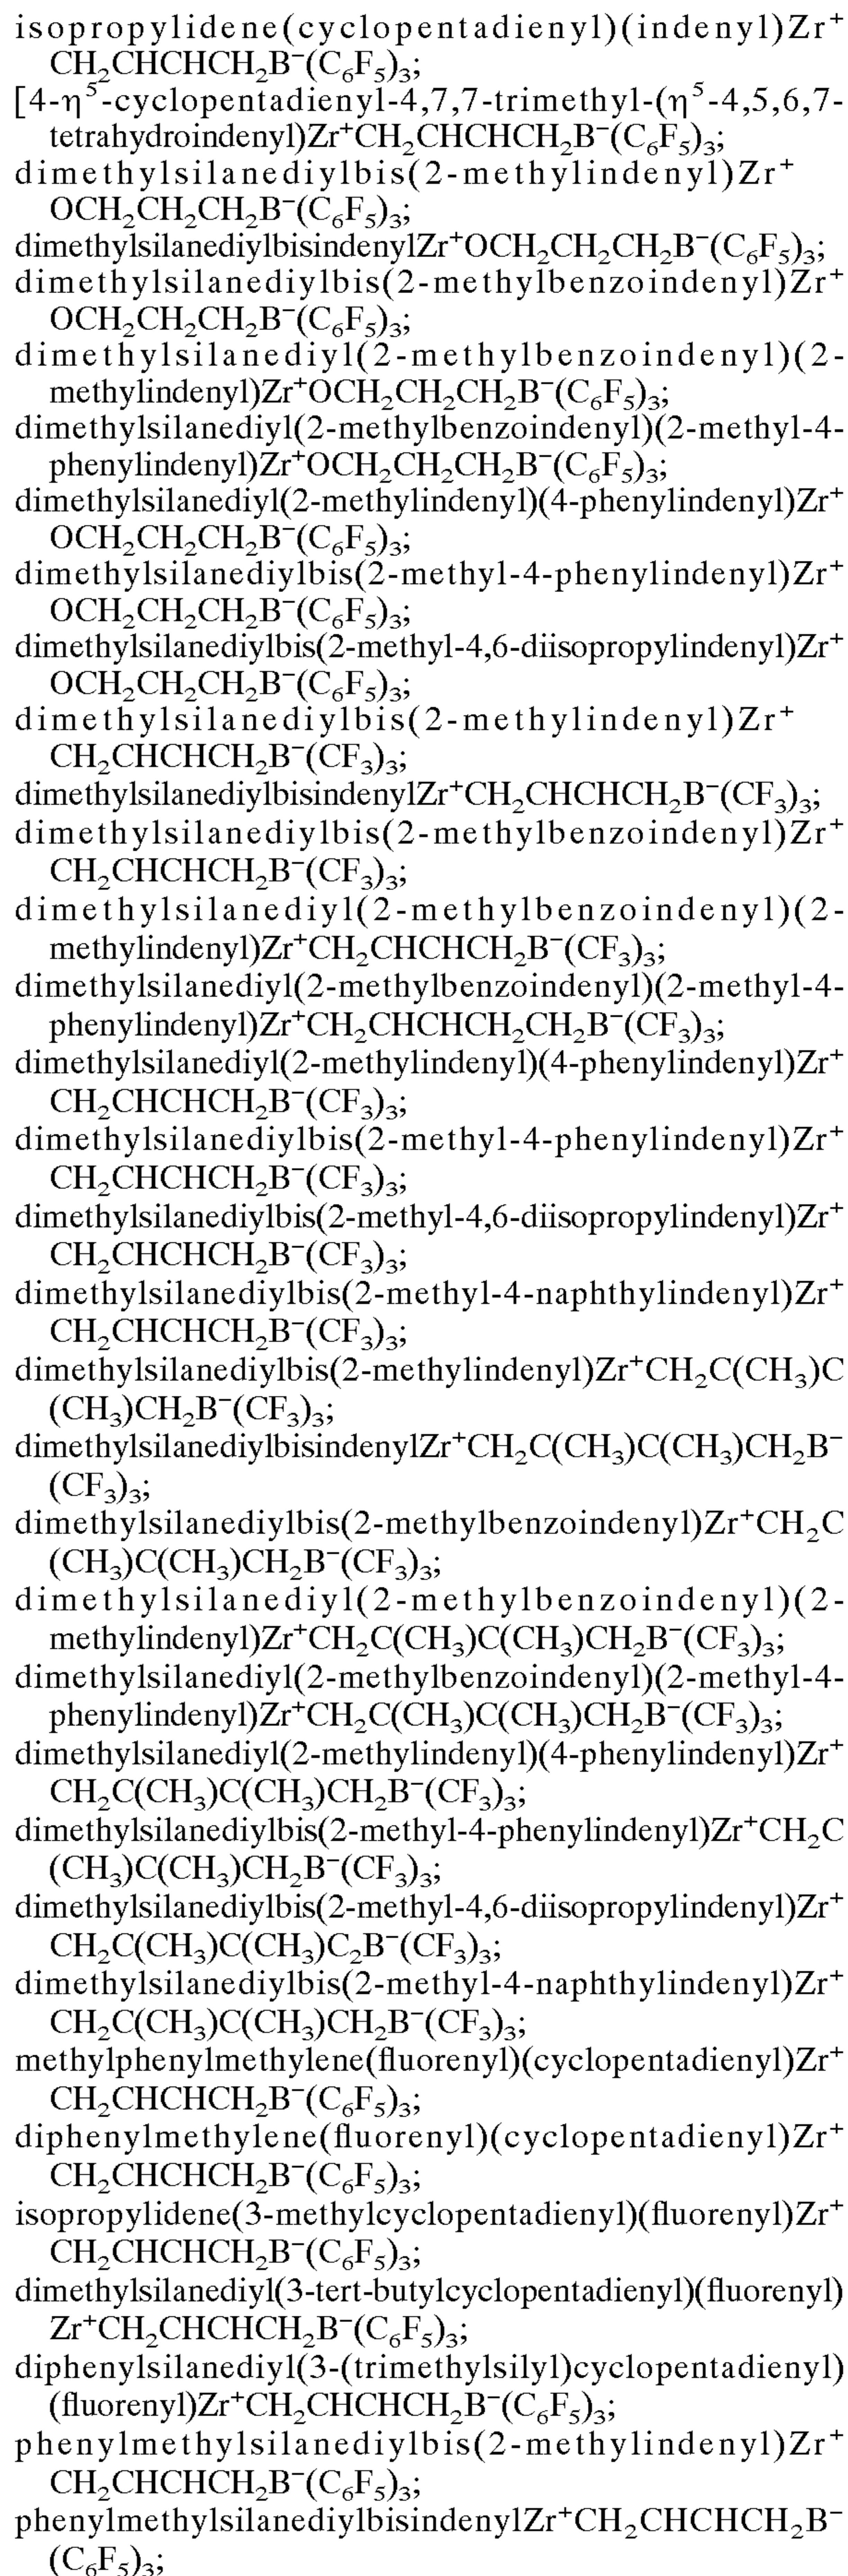 isopropylidene(cyclopentadienyl)(indenyl)Zr⁺
CH₂CHCHCH₂B⁻(C₆F₅)₃;
[4-η⁵-cyclopentadienyl-4,7,7-trimethyl-(η⁵-4,5,6,7-
tetrahydroindenyl)Zr⁺CH₂CHCHCH₂B⁻(C₆F₅)₃;
dimethylsilanediylbis(2-methylindenyl)Zr⁺
OCH₂CH₂CH₂B⁻(C₆F₅)₃;
dimethylsilanediylbisindenylZr⁺OCH₂CH₂CH₂B⁻(C₆F₅)₃;
dimethylsilanediylbis(2-methylbenzoindenyl)Zr⁺
OCH₂CH₂CH₂B⁻(C₆F₅)₃;
dimethylsilanediyl(2-methylbenzoindenyl)(2-
methylindenyl)Zr⁺OCH₂CH₂CH₂B⁻(C₆F₅)₃;
dimethylsilanediyl(2-methylbenzoindenyl)(2-methyl-4-
phenylindenyl)Zr⁺OCH₂CH₂CH₂B⁻(C₆F₅)₃;
dimethylsilanediyl(2-methylindenyl)(4-phenylindenyl)Zr⁺
OCH₂CH₂CH₂B⁻(C₆F₅)₃;
dimethylsilanediylbis(2-methyl-4-phenylindenyl)Zr⁺
OCH₂CH₂CH₂B⁻(C₆F₅)₃;
dimethylsilanediylbis(2-methyl-4,6-diisopropylindenyl)Zr⁺
OCH₂CH₂CH₂B⁻(C₆F₅)₃;
dimethylsilanediylbis(2-methylindenyl)Zr⁺
CH₂CHCHCH₂B⁻(CF₃)₃;
dimethylsilanediylbisindenylZr⁺CH₂CHCHCH₂B⁻(CF₃)₃;
dimethylsilanediylbis(2-methylbenzoindenyl)Zr⁺
CH₂CHCHCH₂B⁻(CF₃)₃;
dimethylsilanediyl(2-methylbenzoindenyl)(2-
methylindenyl)Zr⁺CH₂CHCHCH₂B⁻(CF₃)₃;
dimethylsilanediyl(2-methylbenzoindenyl)(2-methyl-4-
phenylindenyl)Zr⁺CH₂CHCHCH₂CH₂B⁻(CF₃)₃;
dimethylsilanediyl(2-methylindenyl)(4-phenylindenyl)Zr⁺
CH₂CHCHCH₂B⁻(CF₃)₃;
dimethylsilanediylbis(2-methyl-4-phenylindenyl)Zr⁺
CH₂CHCHCH₂B⁻(CF₃)₃;
dimethylsilanediylbis(2-methyl-4,6-diisopropylindenyl)Zr⁺
CH₂CHCHCH₂B⁻(CF₃)₃;
dimethylsilanediylbis(2-methyl-4-naphthylindenyl)Zr⁺
CH₂CHCHCH₂B⁻(CF₃)₃;
dimethylsilanediylbis(2-methylindenyl)Zr⁺CH₂C(CH₃)C
(CH₃)CH₂B⁻(CF₃)₃;
dimethylsilanediylbisindenylZr⁺CH₂C(CH₃)C(CH₃)CH₂B⁻
(CF₃)₃;
dimethylsilanediylbis(2-methylbenzoindenyl)Zr⁺CH₂C
(CH₃)C(CH₃)CH₂B⁻(CF₃)₃;
dimethylsilanediyl(2-methylbenzoindenyl)(2-
methylindenyl)Zr⁺CH₂C(CH₃)C(CH₃)CH₂B⁻(CF₃)₃;
dimethylsilanediyl(2-methylbenzoindenyl)(2-methyl-4-
phenylindenyl)Zr⁺CH₂C(CH₃)C(CH₃)CH₂B⁻(CF₃)₃;
dimethylsilanediyl(2-methylindenyl)(4-phenylindenyl)Zr⁺
CH₂C(CH₃)C(CH₃)CH₂B⁻(CF₃)₃;
dimethylsilanediylbis(2-methyl-4-phenylindenyl)Zr⁺CH₂C
(CH₃)C(CH₃)CH₂B⁻(CF₃)₃;
dimethylsilanediylbis(2-methyl-4,6-diisopropylindenyl)Zr⁺
CH₂C(CH₃)C(CH₃)C₂B⁻(CF₃)₃;
dimethylsilanediylbis(2-methyl-4-naphthylindenyl)Zr⁺
CH₂C(CH₃)C(CH₃)CH₂B⁻(CF₃)₃;
methylphenylmethylene(fluorenyl)(cyclopentadienyl)Zr⁺
CH₂CHCHCH₂B⁻(C₆F₅)₃;
diphenylmethylene(fluorenyl)(cyclopentadienyl)Zr⁺
CH₂CHCHCH₂B⁻(C₆F₅)₃;
isopropylidene(3-methylcyclopentadienyl)(fluorenyl)Zr⁺
CH₂CHCHCH₂B⁻(C₆F₅)₃;
dimethylsilanediyl(3-tert-butylcyclopentadienyl)(fluorenyl)
Zr⁺CH₂CHCHCH₂B⁻(C₆F₅)₃;
diphenylsilanediyl(3-(trimethylsilyl)cyclopentadienyl)
(fluorenyl)Zr⁺CH₂CHCHCH₂B⁻(C₆F₅)₃;
phenylmethylsilanediylbis(2-methylindenyl)Zr⁺
CH₂CHCHCH₂B⁻(C₆F₅)₃;
phenylmethylsilanediylbisindenylZr⁺CH₂CHCHCH₂B⁻
(C₆F₅)₃;